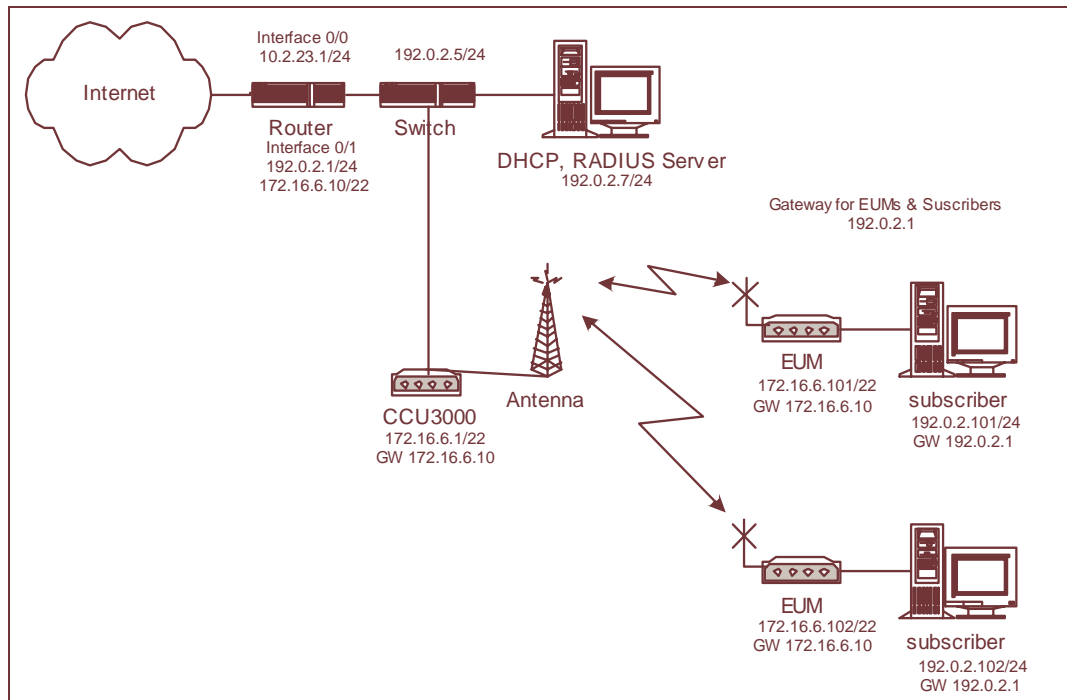 Interface 0/0
10.2.23.1/24
192.0.2.5/24
Internet
Router
Interface 0/1
192.0.2.1/24
172.16.6.10/22
Switch
DHCP, RADIUS Server
192.0.2.7/24
Gateway for EUMs & Suscribers
192.0.2.1
EUM
172.16.6.101/22
GW 172.16.6.10
subscriber
192.0.2.101/24
GW 192.0.2.1
Antenna
CCU3000
172.16.6.1/22
GW 172.16.6.10
EUM
172.16.6.102/22
GW 172.16.6.10
subscriber
192.0.2.102/24
GW 192.0.2.1